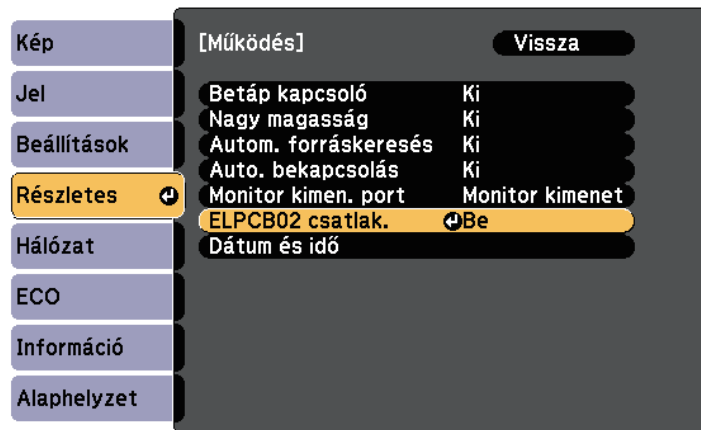 Kép
Jel
Beállítások
Részletes
Hálózat
ECO
Információ
Alaphelyzet
[Működés] Vissza
Betáp kapcsoló Ki
Nagy magasság Ki
Autom. forráskeresés Ki
Auto. bekapcsolás Ki
Monitor kimen. port Monitor kimenet
ELPCB02 csatlak. Be
Dátum és idő